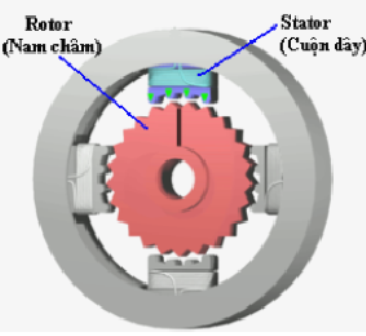 Rotor
(Nam châm)
Stator
(Cuộn dây)